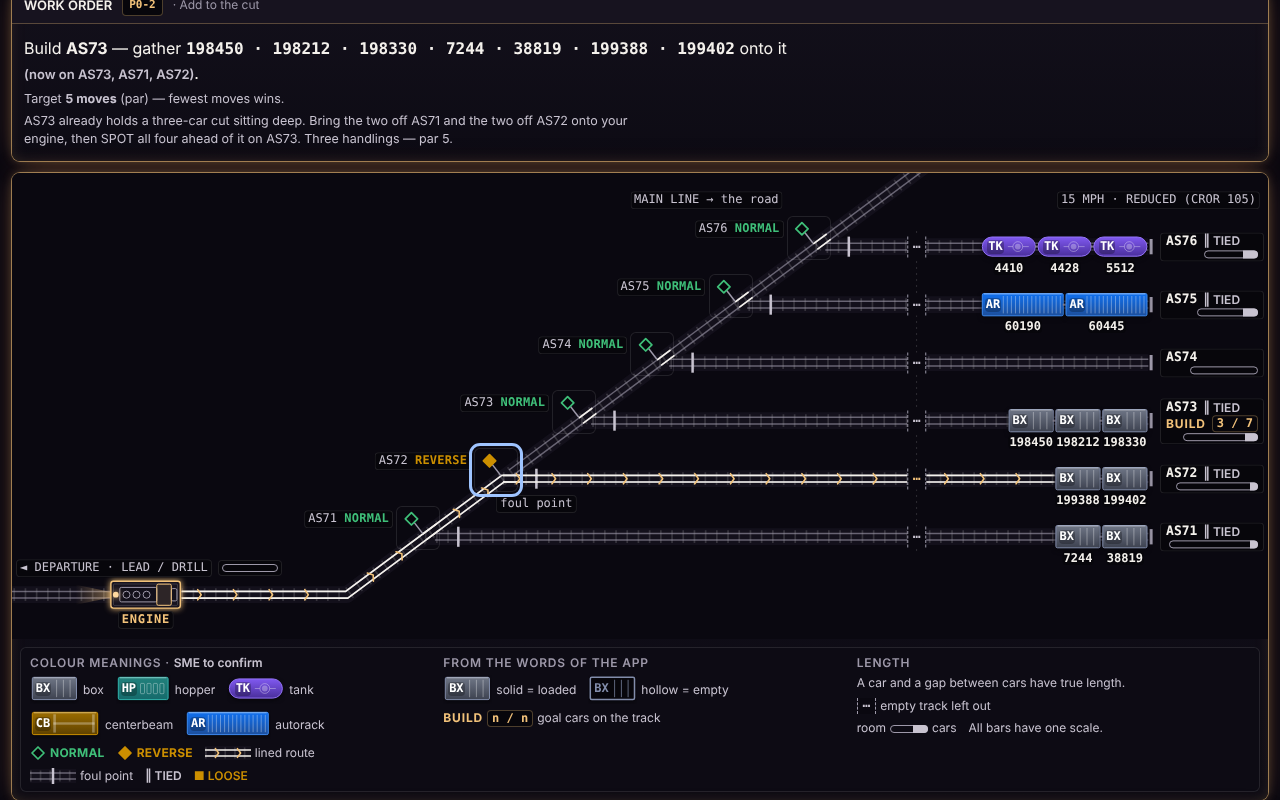 WORK ORDER P0-2 · Add to the cut
Build AS73 — gather 198450 · 198212 · 198330 · 7244 · 38819 · 199388 · 199402 onto it
(now on AS73, AS71, AS72).
Target 5 moves (par) — fewest moves wins.
AS73 already holds a three-car cut sitting deep. Bring the two off AS71 and the two off AS72 onto your
engine, then SPOT all four ahead of it on AS73. Three handlings — par 5.
MAIN LINE → the road
15 MPH · REDUCED (CROR 105)
AS76 NORMAL
TK TK TK
AS76 ‖ TIED
4410 4428 5512
AS75 NORMAL
AR AR
AS75 ‖ TIED
60190 60445
AS74 NORMAL
AS74
AS73 NORMAL
BX BX BX
AS73 ‖ TIED
BUILD 3 / 7
198450 198212 198330
AS72 REVERSE
BX BX
AS72 ‖ TIED
199388 199402
foul point
AS71 NORMAL
BX BX
AS71 ‖ TIED
7244 38819
◄ DEPARTURE · LEAD / DRILL
ENGINE
COLOUR MEANINGS · SME to confirm
BX box HP hopper TK tank
CB centerbeam AR autorack
NORMAL REVERSE lined route
foul point ‖ TIED LOOSE
FROM THE WORDS OF THE APP
BX solid = loaded BX hollow = empty
BUILD n / n goal cars on the track
LENGTH
A car and a gap between cars have true length.
··· empty track left out
room cars All bars have one scale.